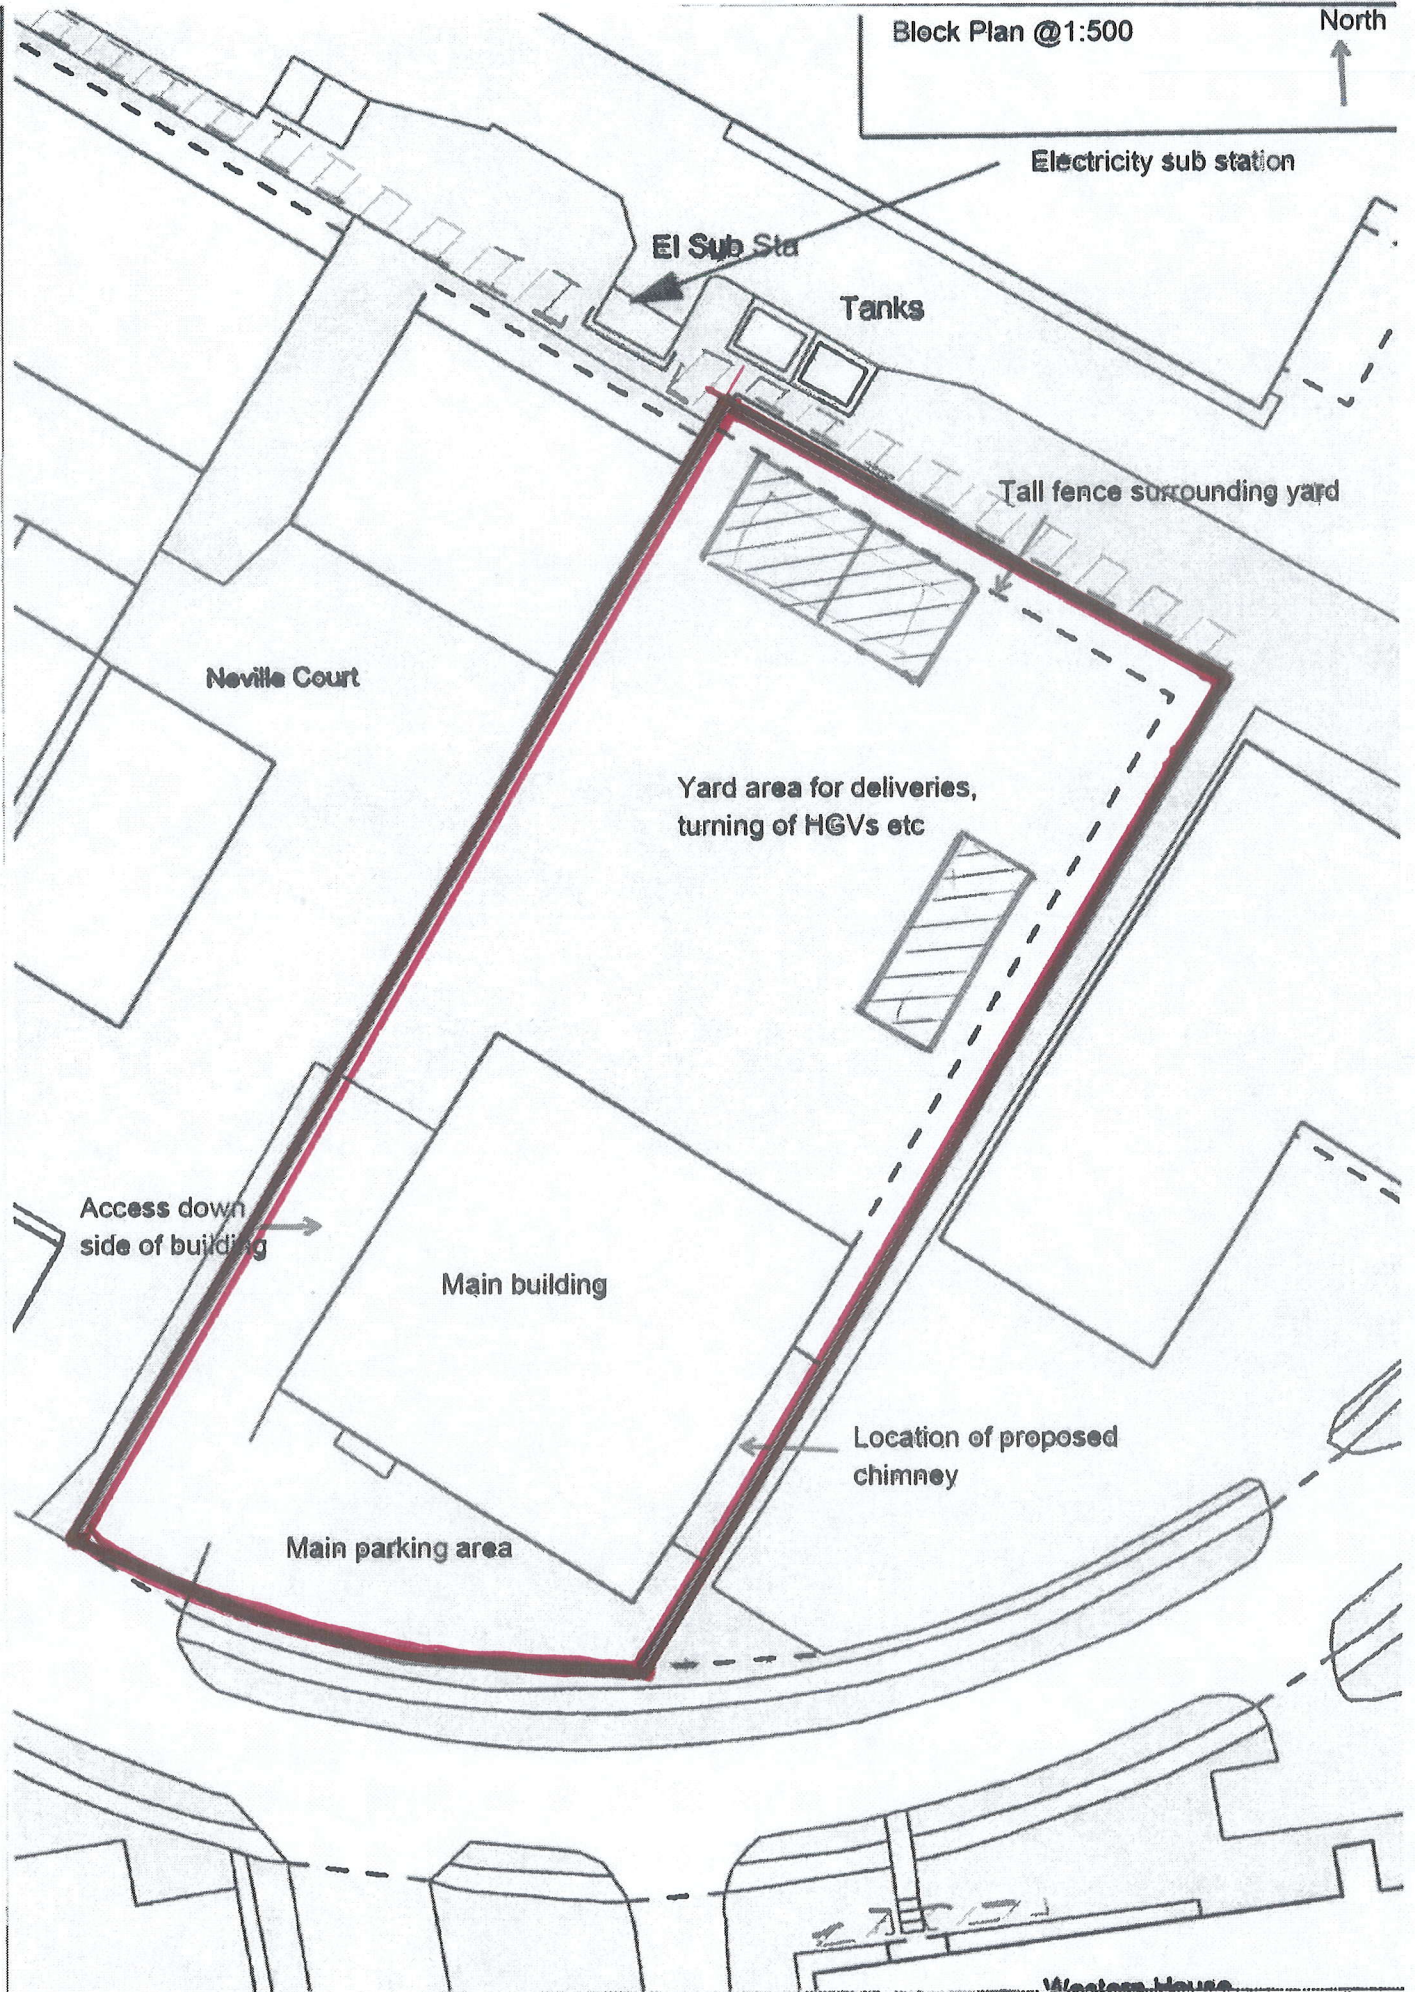 Block Plan @1:500
North
Electricity sub station
El Sub Sta
Tanks
Tall fence surrounding yard
Neville Court
Yard area for deliveries,
turning of HGVs etc
Access down
side of building
Main building
Location of proposed
chimney
Main parking area
Western House